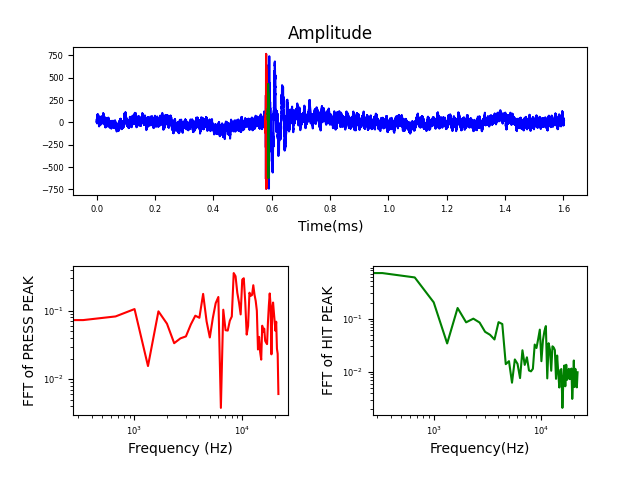 Amplitude
750
500
250
0
−250
−500
−750
0.0 0.2 0.4 0.6 0.8 1.0 1.2 1.4 1.6
Time(ms)
FFT of PRESS PEAK
10⁻¹
10⁻²
10³ 10⁴
Frequency (Hz)
FFT of HIT PEAK
10⁻¹
10⁻²
10³ 10⁴
Frequency(Hz)